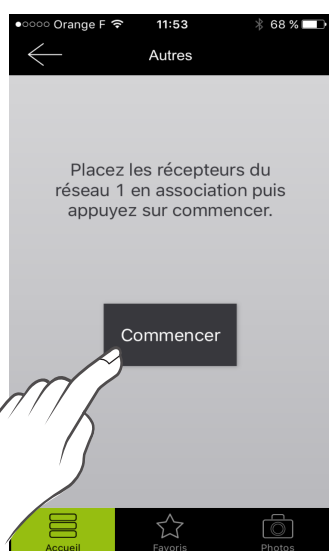 Orange F 11:53 68 %
Autres
Placez les récepteurs du
réseau 1 en association puis
appuyez sur commencer.
Commencer
Accueil Favoris Photos